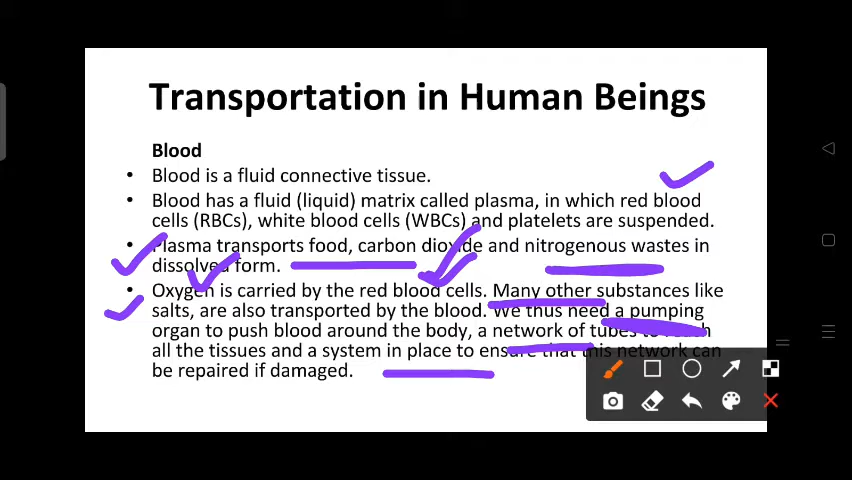 Transportation in Human Beings
Blood
• Blood is a fluid connective tissue.
• Blood has a fluid (liquid) matrix called plasma, in which red blood
cells (RBCs), white blood cells (WBCs) and platelets are suspended.
• Plasma transports food, carbon dioxide and nitrogenous wastes in
dissolved form.
• Oxygen is carried by the red blood cells. Many other substances like
salts, are also transported by the blood. We thus need a pumping
organ to push blood around the body, a network of tubes to reach
all the tissues and a system in place to ensure that this network can
be repaired if damaged.